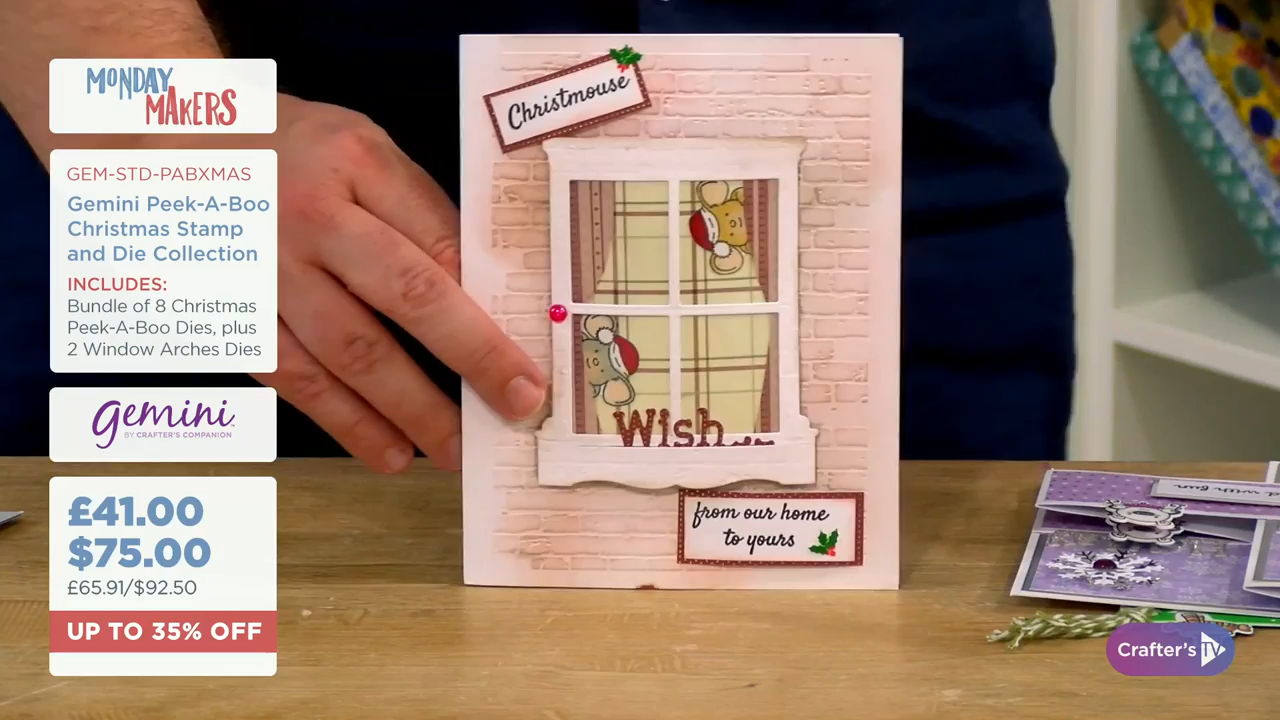 MONDAY
MAKERS
GEM-STD-PABXMAS
Gemini Peek-A-Boo
Christmas Stamp
and Die Collection
INCLUDES:
Bundle of 8 Christmas
Peek-A-Boo Dies, plus
2 Window Arches Dies
gemini
BY CRAFTER'S COMPANION
£41.00
$75.00
£65.91/$92.50
UP TO 35% OFF
Christmouse
Wish
from our home
to yours
Crafter's TV